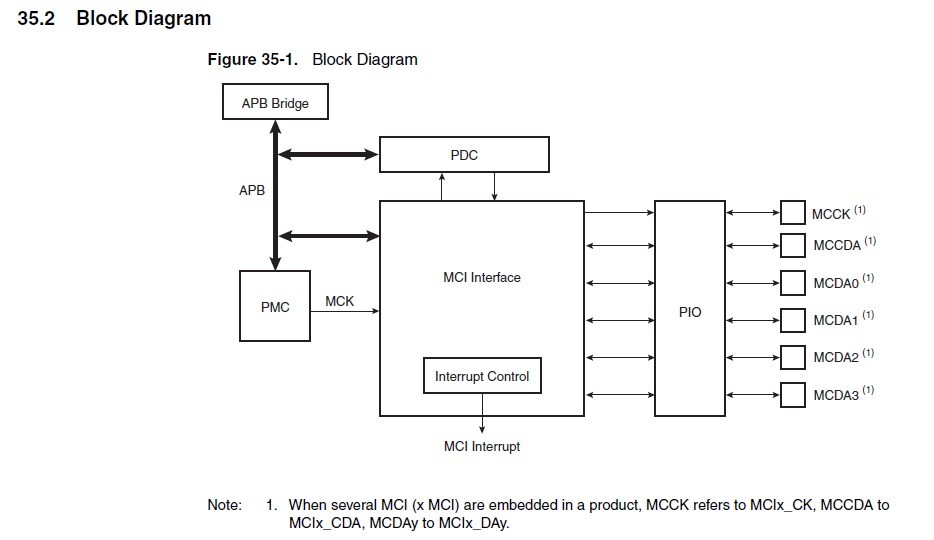 35.2 Block Diagram
Figure 35-1. Block Diagram
APB Bridge
PDC
APB
MCI Interface
PMC
MCK
Interrupt Control
MCI Interrupt
PIO
MCCK (1)
MCCDA (1)
MCDA0 (1)
MCDA1 (1)
MCDA2 (1)
MCDA3 (1)
Note: 1. When several MCI (x MCI) are embedded in a product, MCCK refers to MCIx_CK, MCCDA to
MCIx_CDA, MCDAy to MCIx_DAy.